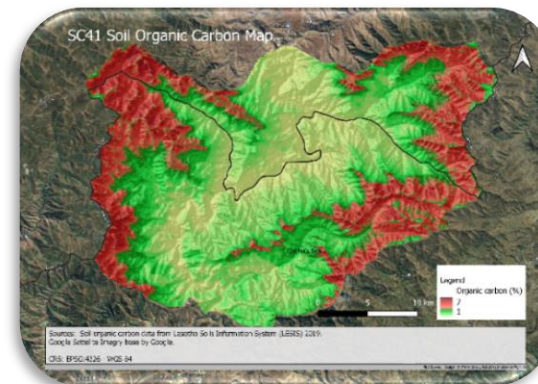 SC41 Soil Organic Carbon Map
Legend
Organic carbon (%)
7
1
0 5 10 km
Sources: Soil organic carbon data from Lesotho Soils Information System (LESIS) 2019.
Google Satellite Imagery base by Google.
CRS: EPSG:4326 - WGS 84